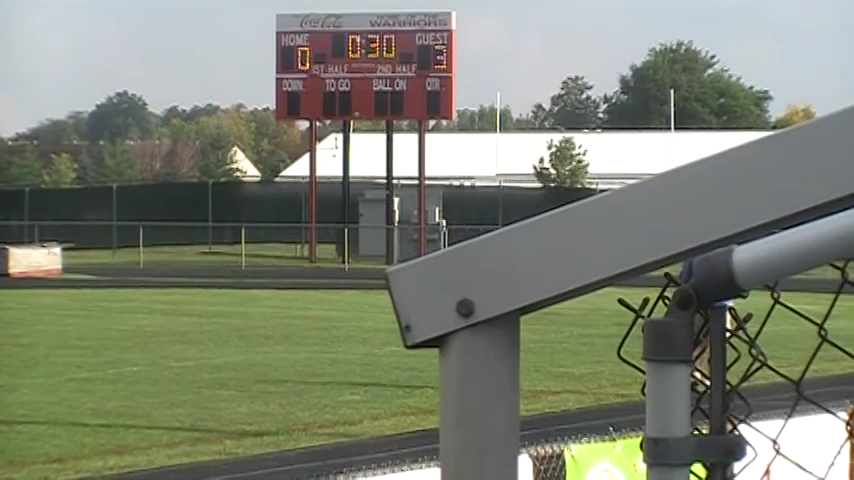 Coca-Cola WARRIORS
HOME 0:30 GUEST
0 3
1ST HALF 2ND HALF
DOWN TO GO BALL ON QTR